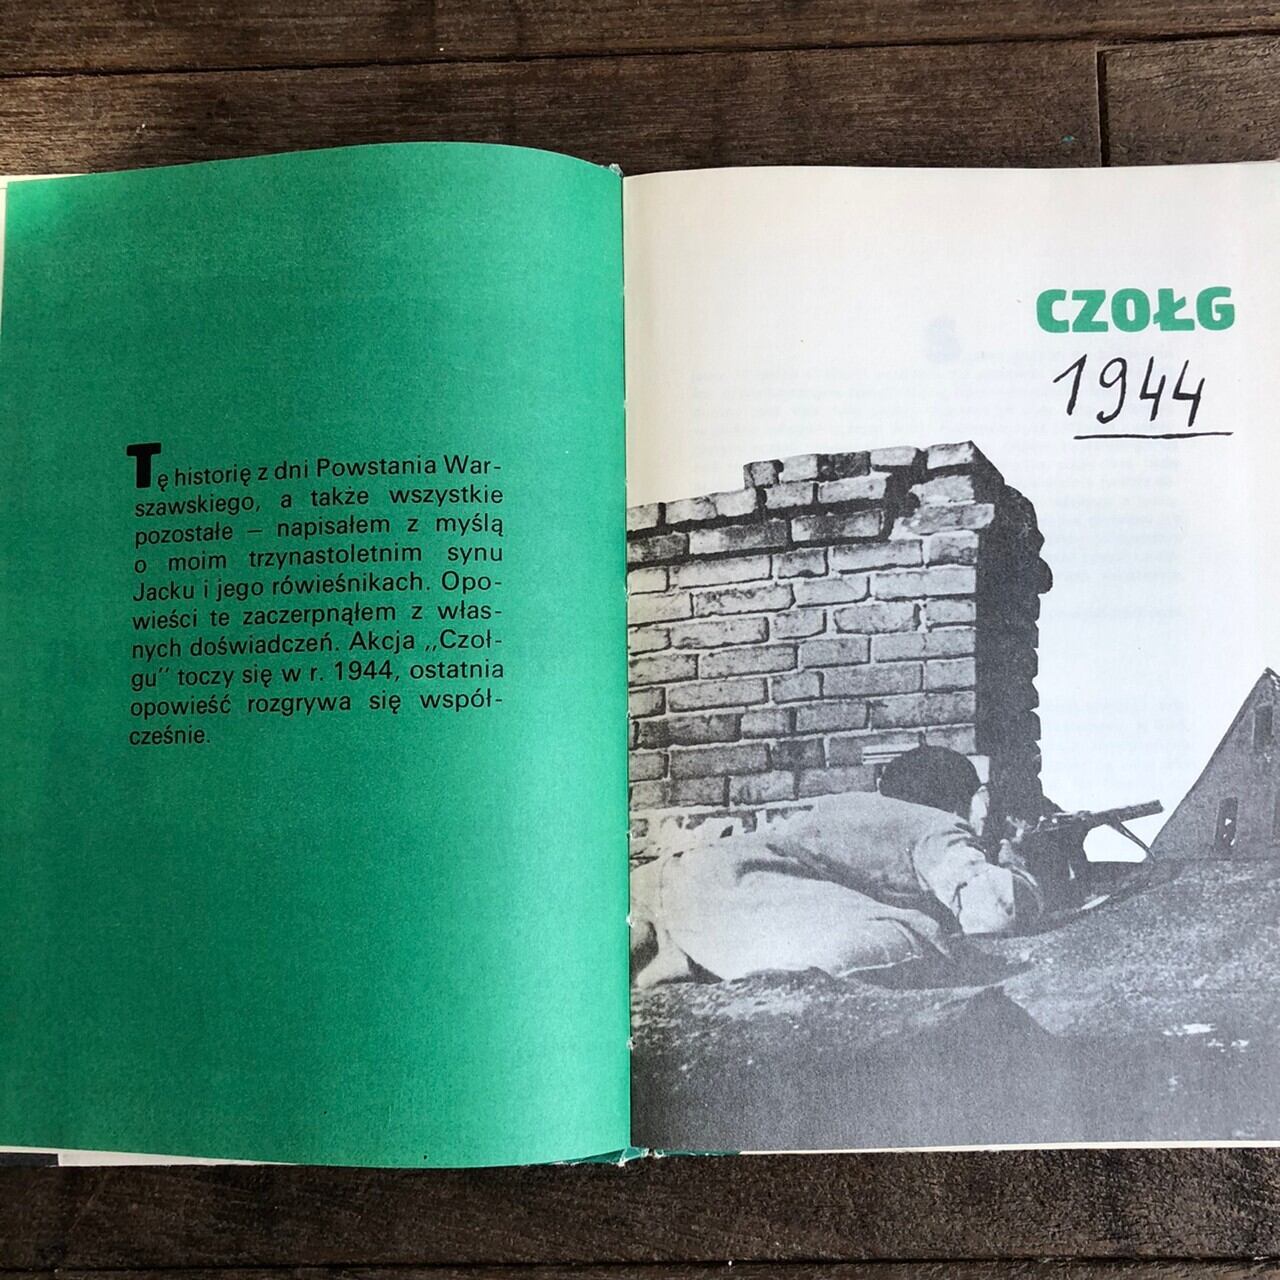 Tę historię z dni Powstania War-
szawskiego, a także wszystkie
pozostałe – napisałem z myślą
o moim trzynastoletnim synu
Jacku i jego rówieśnikach. Opo-
wieści te zaczerpnąłem z włas-
nych doświadczeń. Akcja „Czoł-
gu" toczy się w r. 1944, ostatnia
opowieść rozgrywa się współ-
cześnie.
CZOŁG
1944